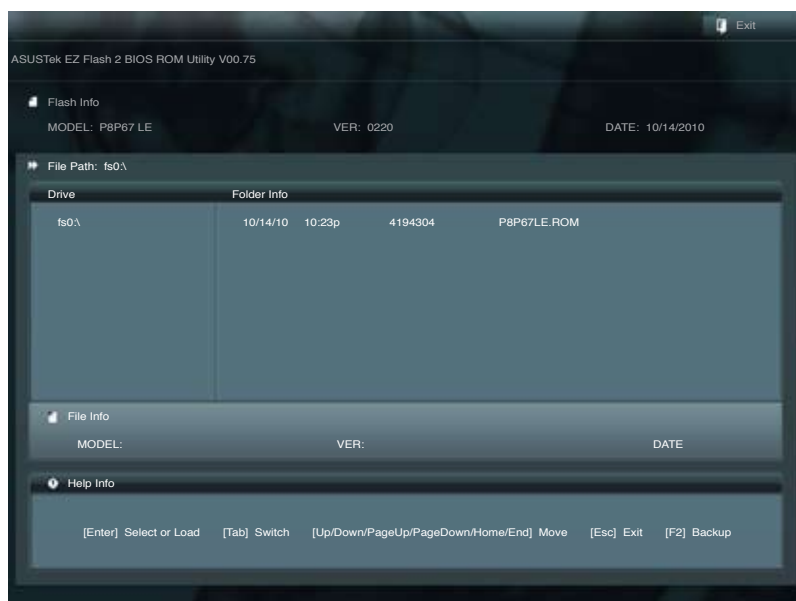 Exit
ASUSTek EZ Flash 2 BIOS ROM Utility V00.75
Flash Info
MODEL: P8P67 LE VER: 0220 DATE: 10/14/2010
File Path: fs0:\
Drive Folder Info
fs0:\ 10/14/10 10:23p 4194304 P8P67LE.ROM
File Info
MODEL: VER: DATE
Help Info
[Enter] Select or Load [Tab] Switch [Up/Down/PageUp/PageDown/Home/End] Move [Esc] Exit [F2] Backup